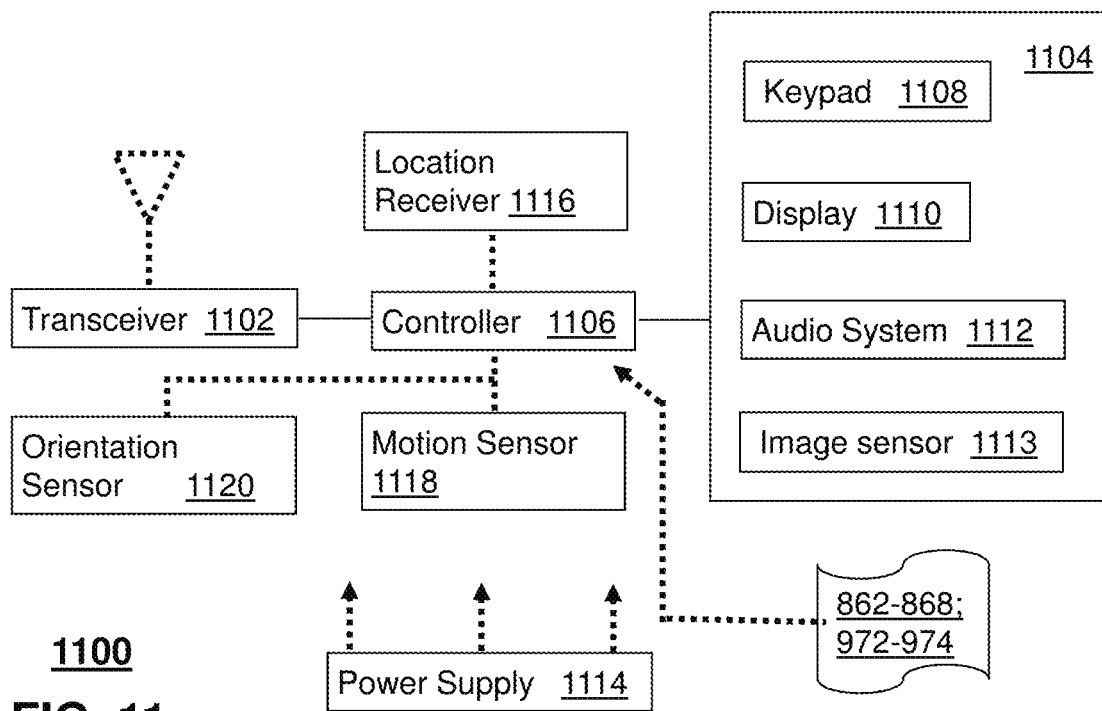 1104
Keypad 1108
Location
Receiver 1116
Display 1110
Transceiver 1102
Controller 1106
Audio System 1112
Orientation
Sensor 1120
Motion Sensor
1118
Image sensor 1113
862-868;
972-974
1100
Power Supply 1114
FIG. 11